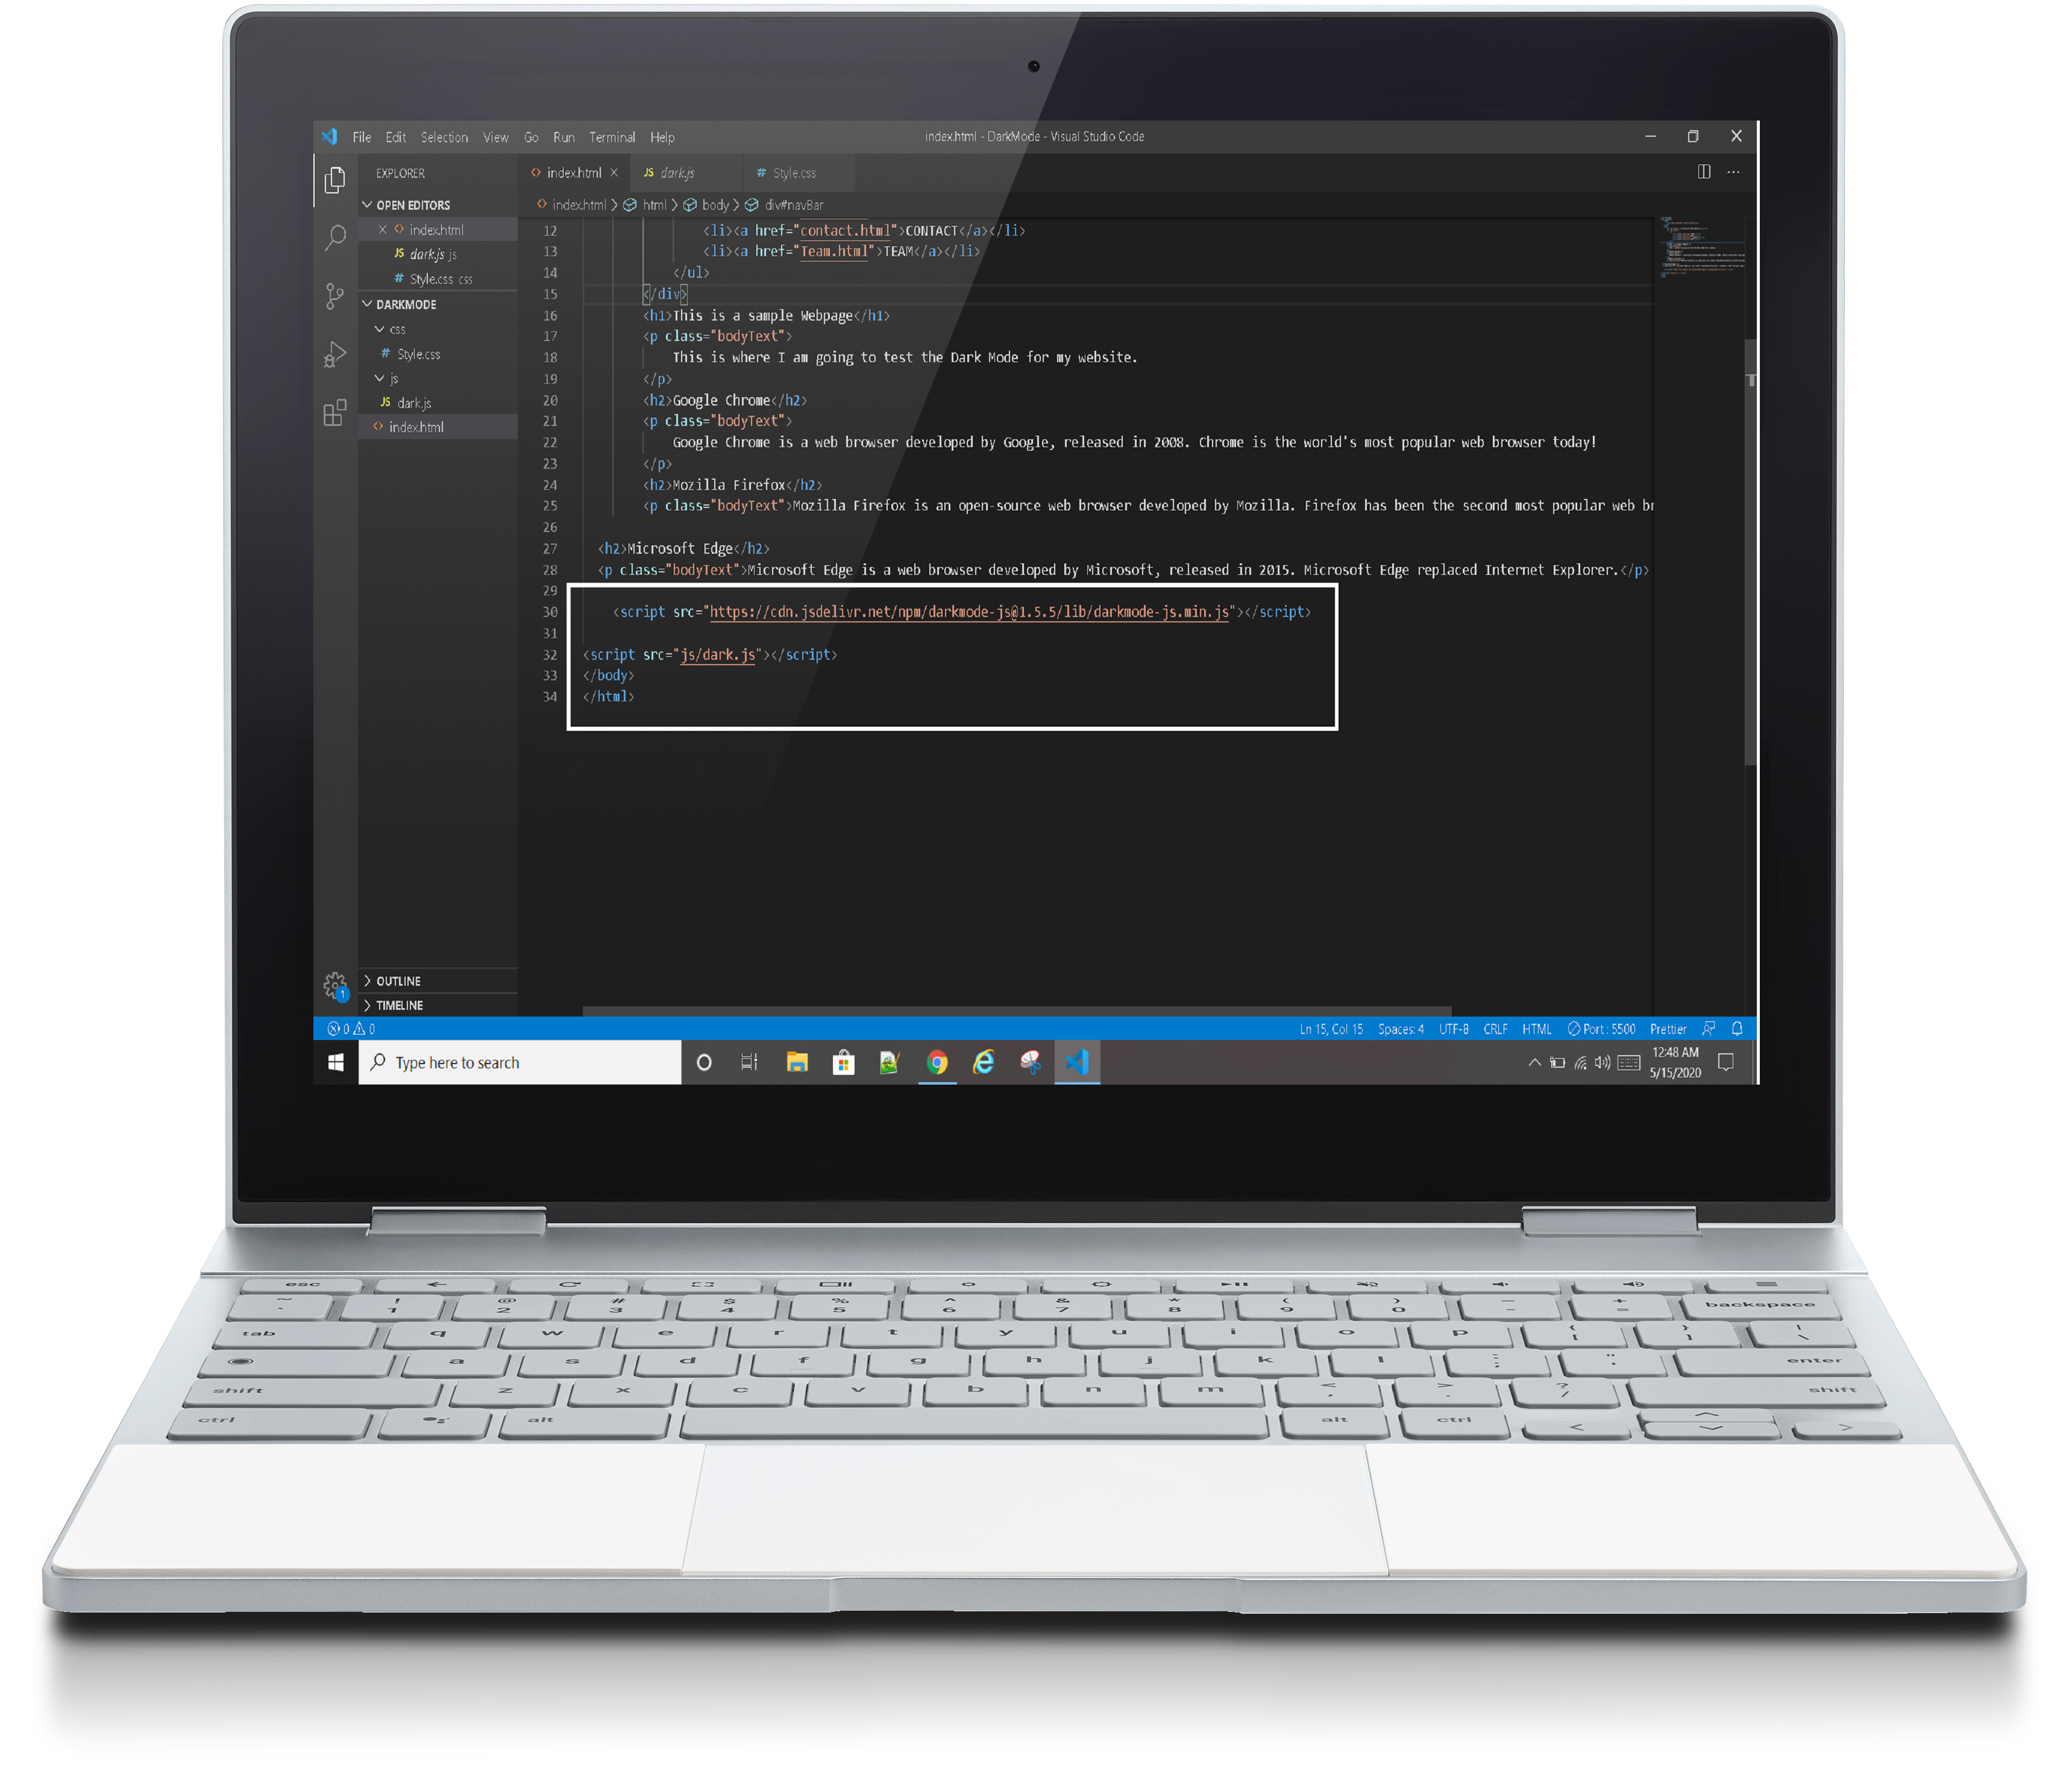 File Edit Selection View Go Run Terminal Help index.html - DarkMode - Visual Studio Code
EXPLORER
OPEN EDITORS
index.html
dark.js js
Style.css css
DARKMODE
css
Style.css
js
dark.js
index.html
OUTLINE
TIMELINE
index.html JS dark.js # Style.css
index.html > html > body > div#navBar
12 <li><a href="contact.html">CONTACT</a></li>
13 <li><a href="Team.html">TEAM</a></li>
14 </ul>
15 </div>
16 <h1>This is a sample Webpage</h1>
17 <p class="bodyText">
18 This is where I am going to test the Dark Mode for my website.
19 </p>
20 <h2>Google Chrome</h2>
21 <p class="bodyText">
22 Google Chrome is a web browser developed by Google, released in 2008. Chrome is the world's most popular web browser today!
23 </p>
24 <h2>Mozilla Firefox</h2>
25 <p class="bodyText">Mozilla Firefox is an open-source web browser developed by Mozilla. Firefox has been the second most popular web br
26
27 <h2>Microsoft Edge</h2>
28 <p class="bodyText">Microsoft Edge is a web browser developed by Microsoft, released in 2015. Microsoft Edge replaced Internet Explorer.</p>
29
30 <script src="https://cdn.jsdelivr.net/npm/darkmode-js@1.5.5/lib/darkmode-js.min.js"></script>
31
32 <script src="js/dark.js"></script>
33 </body>
34 </html>
0 0 Ln 15, Col 15 Spaces: 4 UTF-8 CRLF HTML Port : 5500 Prettier
Type here to search
12:48 AM
5/15/2020
esc
~ ! @ # $ % ^ & * ( ) _ +
` 1 2 3 4 5 6 7 8 9 0 - = backspace
tab q w e r t y u i o p { [ } ] | \
a s d f g h j k l : ; " ' enter
shift z x c v b n m < , > . ? / shift
ctrl alt alt ctrl